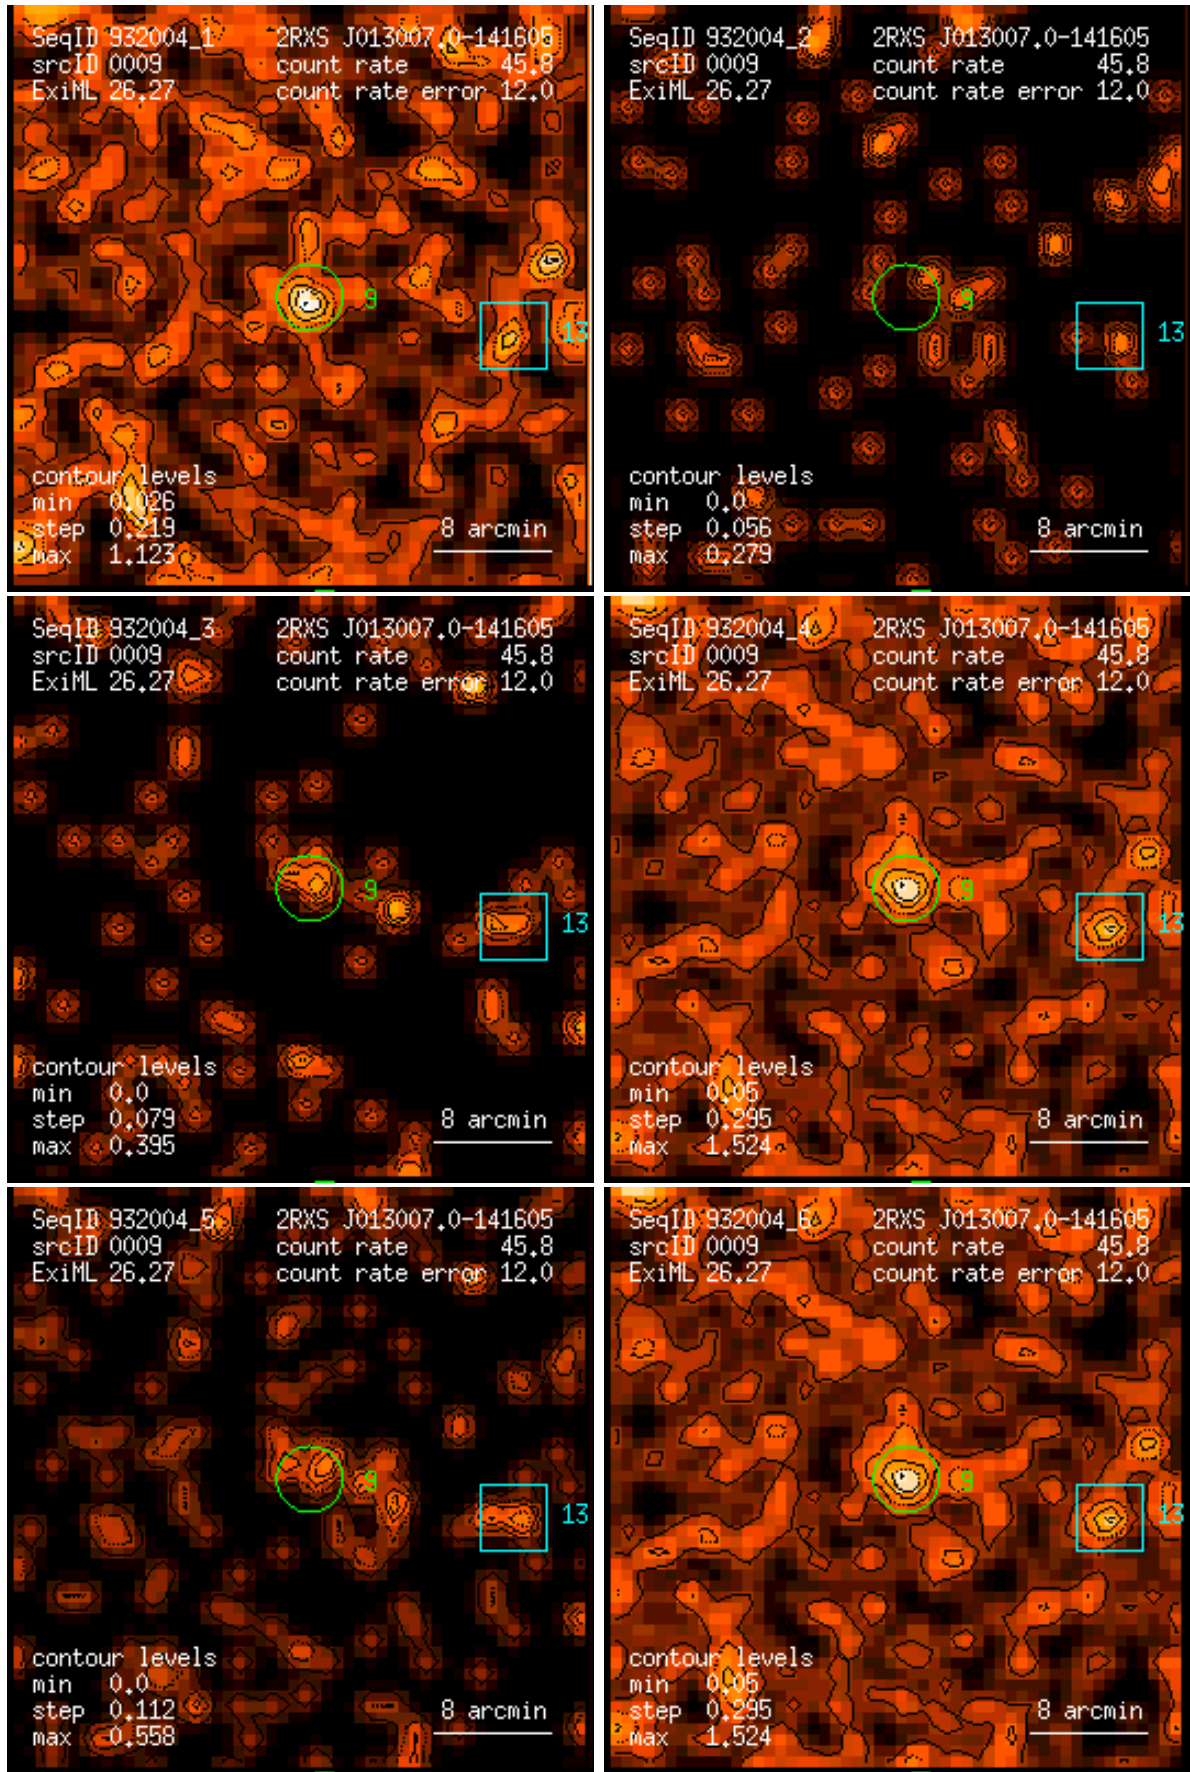 SeqID 932004_1 2RXS J013007.0-141605
srcID 0009 count rate 45.8
ExiML 26.27 count rate error 12.0
9
13
contour levels
min 0.026
step 0.219 8 arcmin
max 1.123
SeqID 932004_2 2RXS J013007.0-141605
srcID 0009 count rate 45.8
ExiML 26.27 count rate error 12.0
9
13
contour levels
min 0.0
step 0.056 8 arcmin
max 0.279
SeqID 932004_3 2RXS J013007.0-141605
srcID 0009 count rate 45.8
ExiML 26.27 count rate error 12.0
9
13
contour levels
min 0.0
step 0.079 8 arcmin
max 0.395
SeqID 932004_4 2RXS J013007.0-141605
srcID 0009 count rate 45.8
ExiML 26.27 count rate error 12.0
9
13
contour levels
min 0.05
step 0.295 8 arcmin
max 1.524
SeqID 932004_5 2RXS J013007.0-141605
srcID 0009 count rate 45.8
ExiML 26.27 count rate error 12.0
9
13
contour levels
min 0.0
step 0.112 8 arcmin
max 0.558
SeqID 932004_6 2RXS J013007.0-141605
srcID 0009 count rate 45.8
ExiML 26.27 count rate error 12.0
9
13
contour levels
min 0.05
step 0.295 8 arcmin
max 1.524